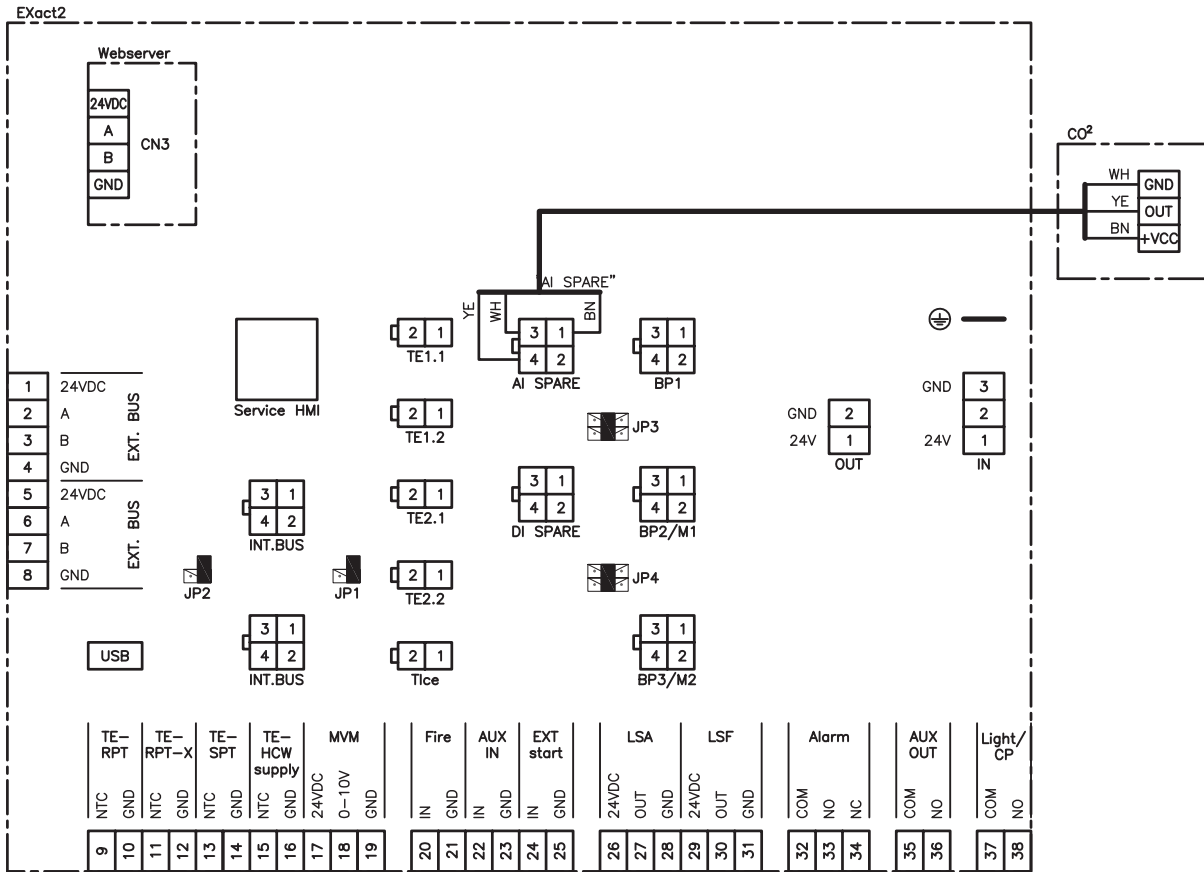 EXact2
Webserver
24VDC
A
B
GND
CN3
CO²
WH
YE
BN
GND
OUT
+VCC
"AI SPARE"
YE
WH
BN
3 1
4 2
AI SPARE
3 1
4 2
BP1
2 1
TE1.1
Service HMI
2 1
TE1.2
JP3
GND 2
24V 1
OUT
GND 3
2
24V 1
IN
1 24VDC
2 A
3 B
4 GND
EXT. BUS
5 24VDC
6 A
7 B
8 GND
EXT. BUS
3 1
4 2
INT.BUS
2 1
TE2.1
3 1
4 2
DI SPARE
3 1
4 2
BP2/M1
JP2
JP1
2 1
TE2.2
JP4
USB
3 1
4 2
INT.BUS
2 1
TIce
3 1
4 2
BP3/M2
TE-
RPT
NTC
GND
TE-
RPT-X
NTC
GND
TE-
SPT
NTC
GND
TE-
HCW
supply
NTC
GND
MVM
24VDC
0-10V
GND
Fire
IN
GND
AUX
IN
IN
GND
EXT
start
IN
GND
LSA
24VDC
OUT
GND
LSF
24VDC
OUT
GND
Alarm
COM
NO
NC
AUX
OUT
COM
NO
Light/
CP
COM
NO
9 10 11 12 13 14 15 16 17 18 19 20 21 22 23 24 25 26 27 28 29 30 31 32 33 34 35 36 37 38